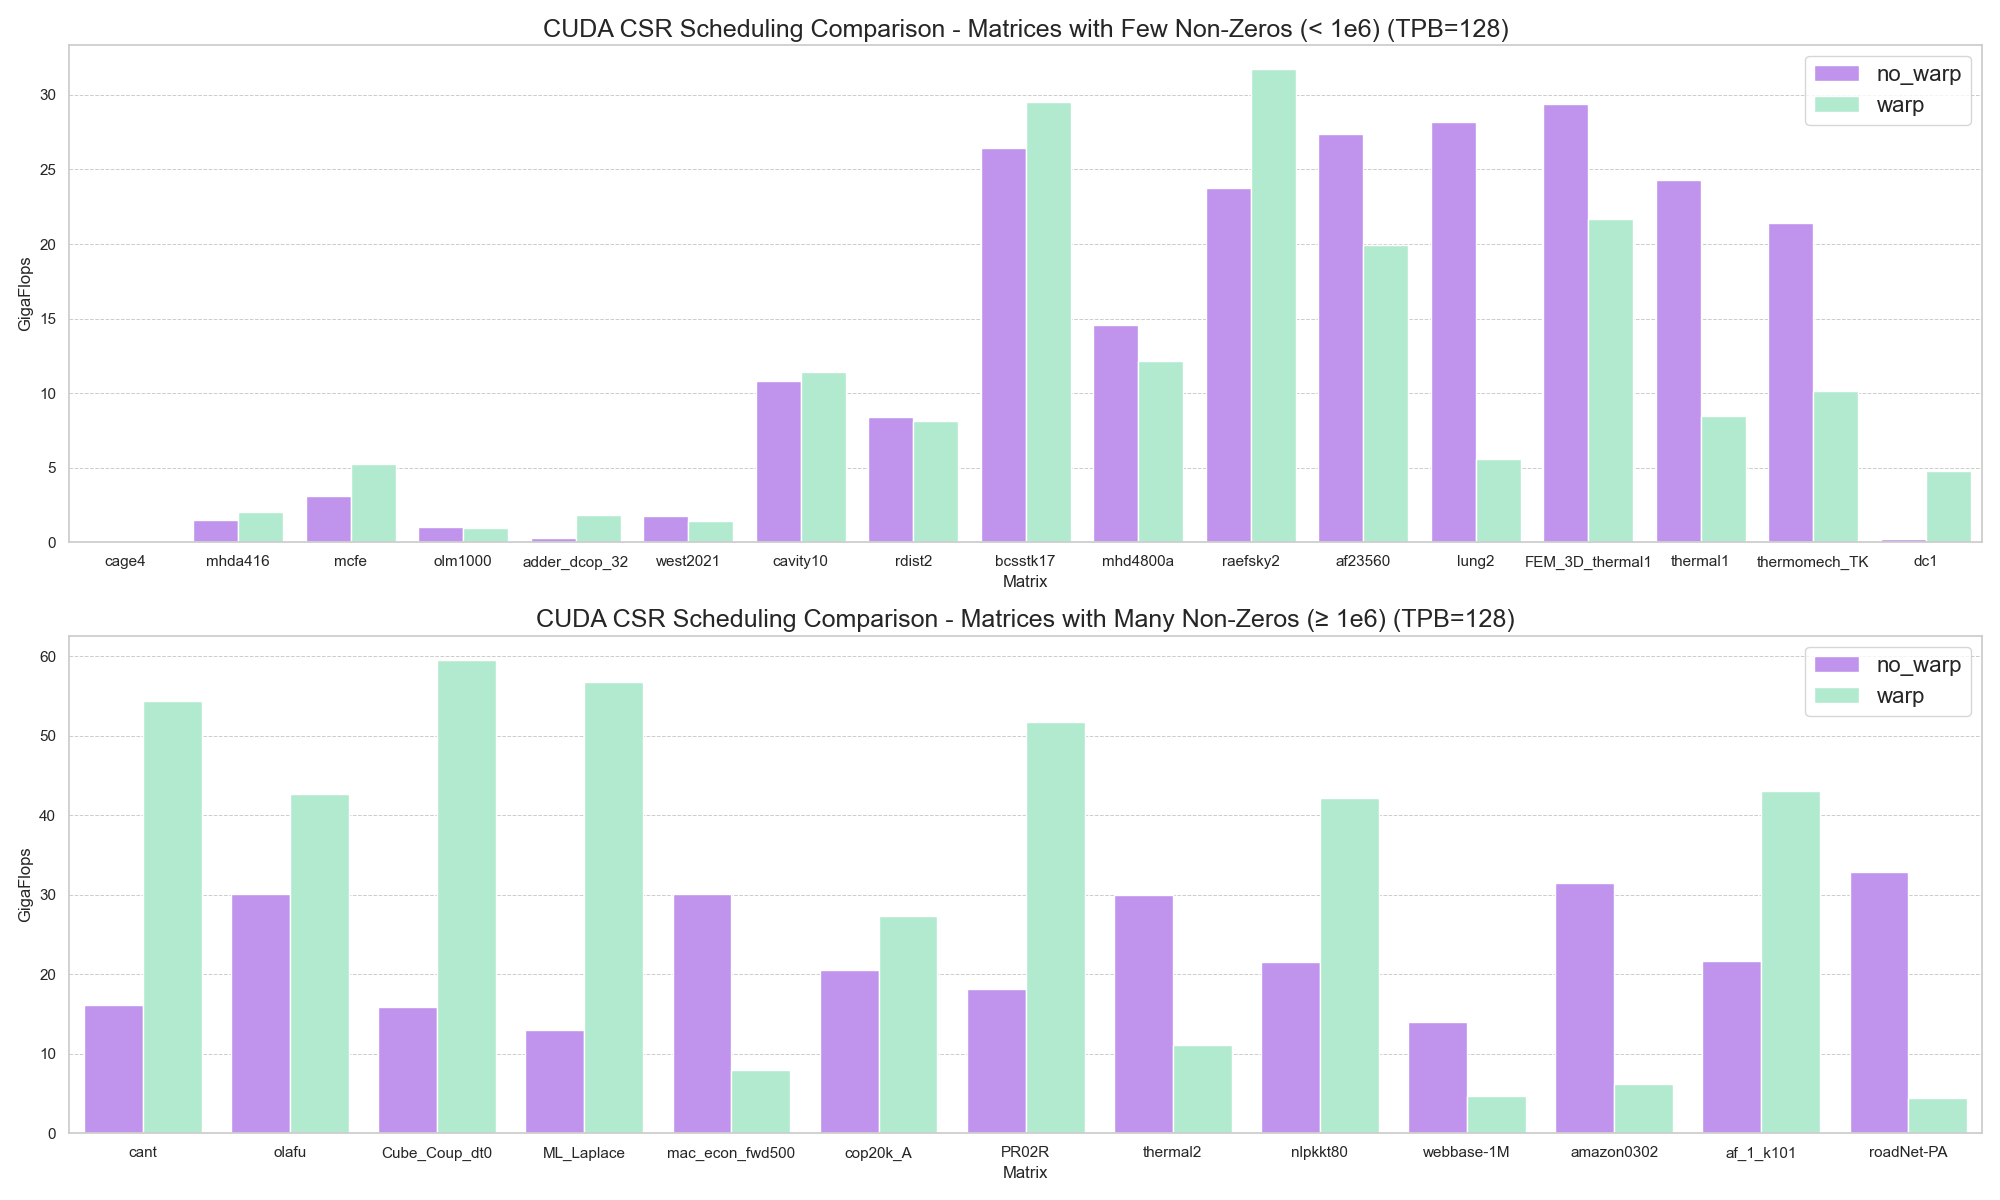 CUDA CSR Scheduling Comparison - Matrices with Few Non-Zeros (< 1e6) (TPB=128)
no_warp
warp
GigaFlops
30
25
20
15
10
5
0
cage4 mhda416 mcfe olm1000 adder_dcop_32 west2021 cavity10 rdist2 bcsstk17 mhd4800a raefsky2 af23560 lung2 FEM_3D_thermal1 thermal1 thermomech_TK dc1
Matrix
CUDA CSR Scheduling Comparison - Matrices with Many Non-Zeros (≥ 1e6) (TPB=128)
no_warp
warp
GigaFlops
60
50
40
30
20
10
0
cant olafu Cube_Coup_dt0 ML_Laplace mac_econ_fwd500 cop20k_A PR02R thermal2 nlpkkt80 webbase-1M amazon0302 af_1_k101 roadNet-PA
Matrix